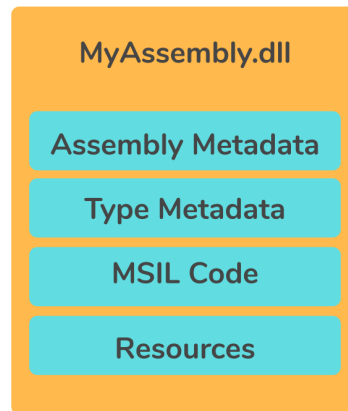 MyAssembly.dll
Assembly Metadata
Type Metadata
MSIL Code
Resources